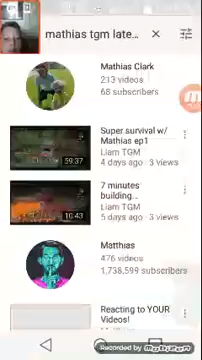 mathias tgm late...
Mathias Clark
213 videos
68 subscribers
Super survival w/
Mathias ep1
Liam TGM
4 days ago · 3 views
59:37
7 minutes
building...
Liam TGM
5 days ago · 3 views
10:43
Matthias
476 videos
1,738,599 subscribers
Reacting to YOUR
Videos!
Recorded by